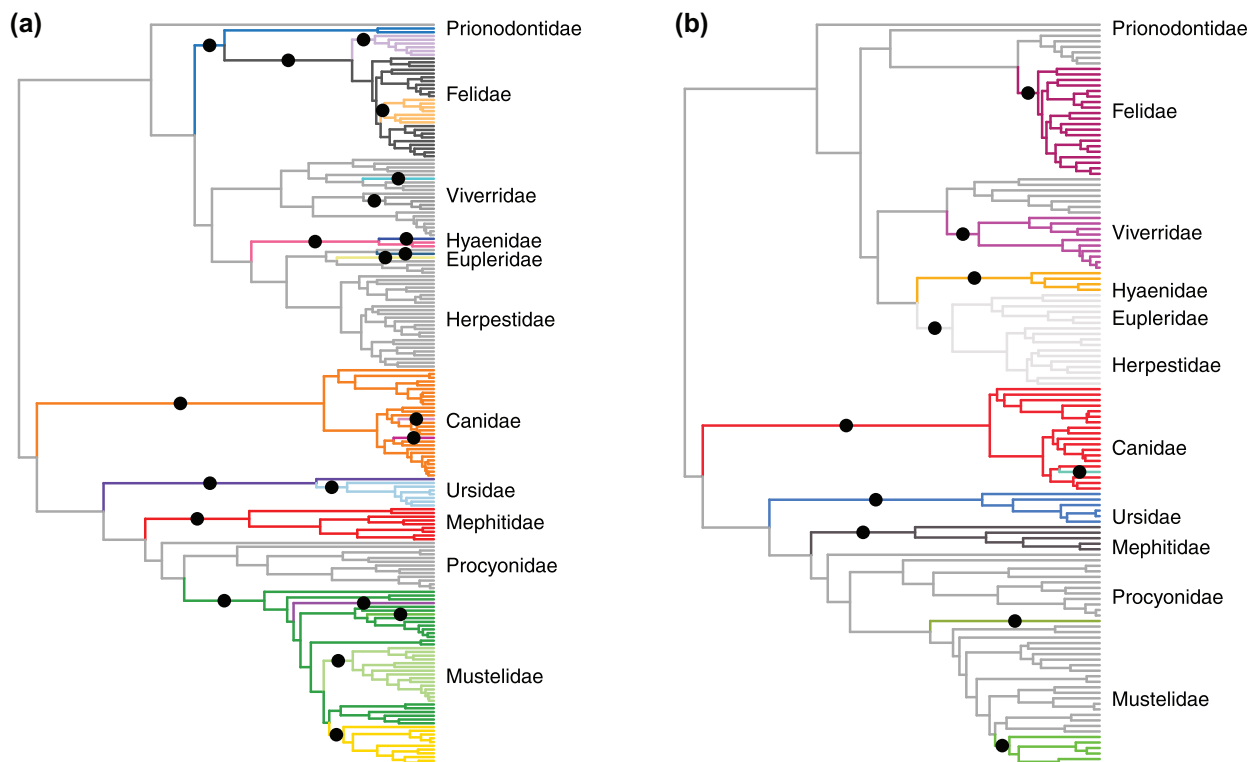 (a)
Prionodontidae
Felidae
Viverridae
Hyaenidae
Eupleridae
Herpestidae
Canidae
Ursidae
Mephitidae
Procyonidae
Mustelidae
(b)
Prionodontidae
Felidae
Viverridae
Hyaenidae
Eupleridae
Herpestidae
Canidae
Ursidae
Mephitidae
Procyonidae
Mustelidae